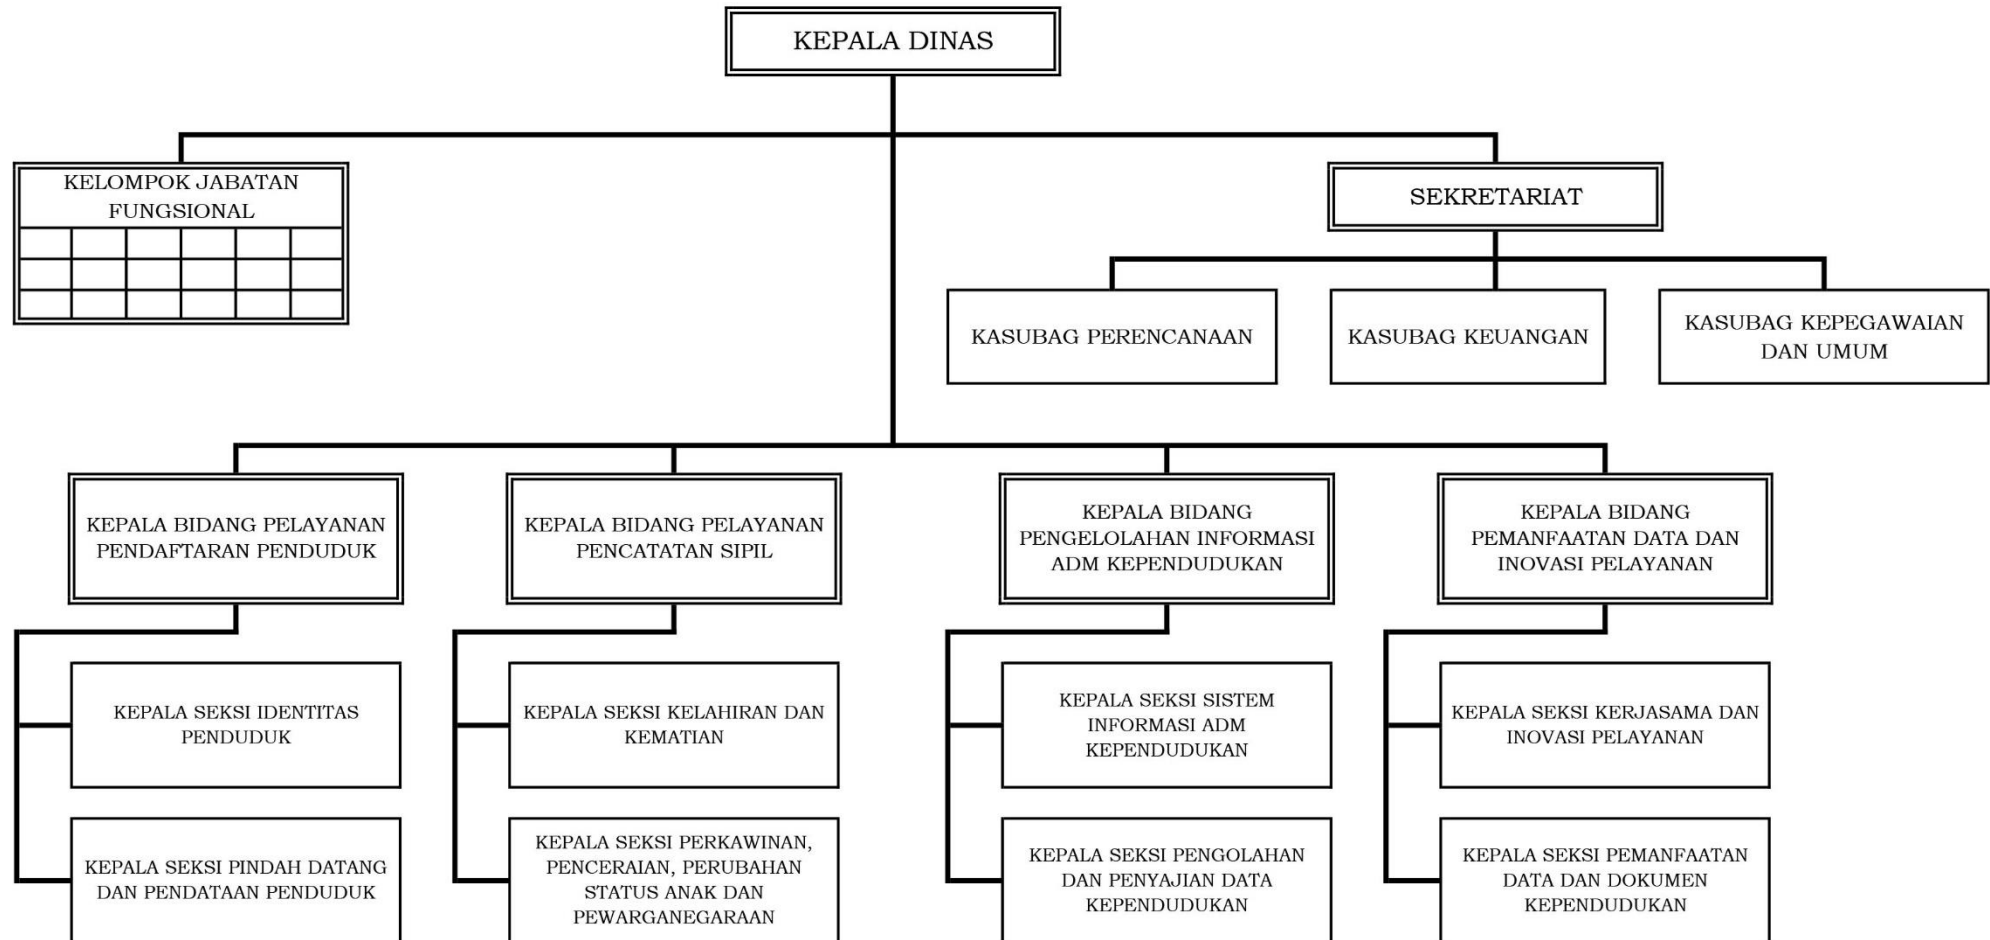 KEPALA DINAS
KELOMPOK JABATAN
FUNGSIONAL
SEKRETARIAT
KASUBAG PERENCANAAN
KASUBAG KEUANGAN
KASUBAG KEPEGAWAIAN
DAN UMUM
KEPALA BIDANG PELAYANAN
PENDAFTARAN PENDUDUK
KEPALA BIDANG PELAYANAN
PENCATATAN SIPIL
KEPALA BIDANG
PENGELOLAHAN INFORMASI
ADM KEPENDUDUKAN
KEPALA BIDANG
PEMANFAATAN DATA DAN
INOVASI PELAYANAN
KEPALA SEKSI IDENTITAS
PENDUDUK
KEPALA SEKSI KELAHIRAN DAN
KEMATIAN
KEPALA SEKSI SISTEM
INFORMASI ADM
KEPENDUDUKAN
KEPALA SEKSI KERJASAMA DAN
INOVASI PELAYANAN
KEPALA SEKSI PINDAH DATANG
DAN PENDATAAN PENDUDUK
KEPALA SEKSI PERKAWINAN,
PENCERAIAN, PERUBAHAN
STATUS ANAK DAN
PEWARGANEGARAAN
KEPALA SEKSI PENGOLAHAN
DAN PENYAJIAN DATA
KEPENDUDUKAN
KEPALA SEKSI PEMANFAATAN
DATA DAN DOKUMEN
KEPENDUDUKAN